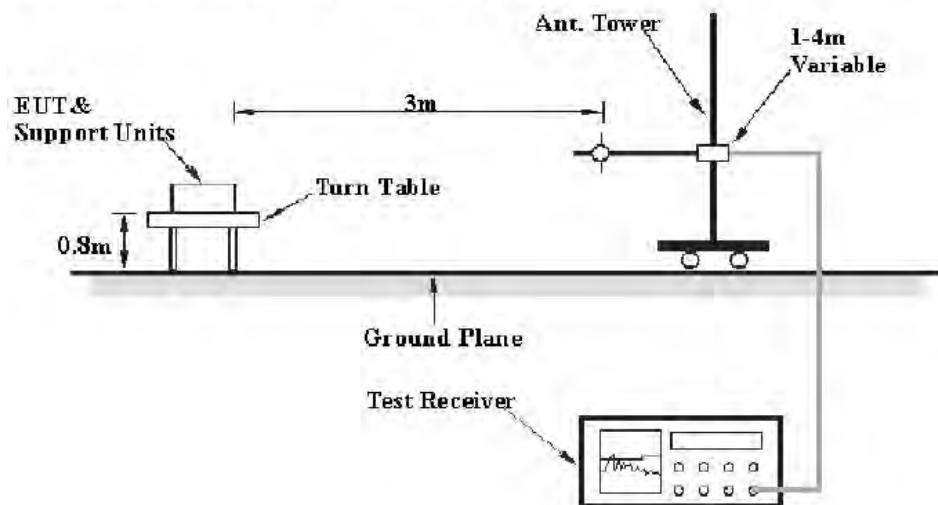 Ant. Tower
1-4m
Variable
3m
EUT&
Support Units
Turn Table
0.8m
Ground Plane
Test Receiver